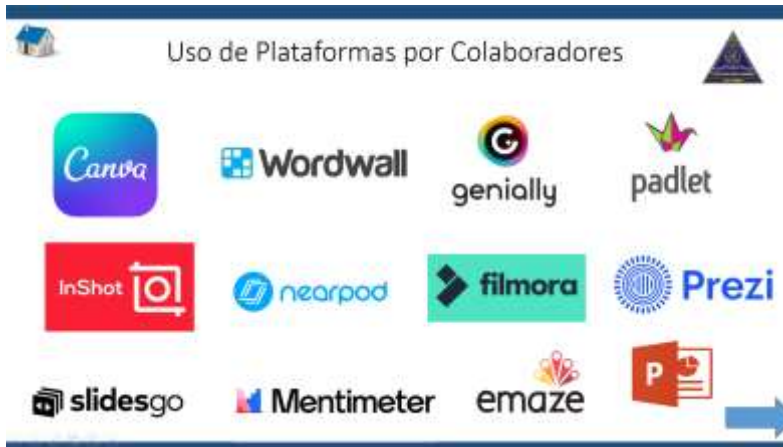 Uso de Plataformas por Colaboradores
Canva
Wordwall
genially
padlet
InShot
nearpod
filmora
Prezi
slidesgo
Mentimeter
emaze
P